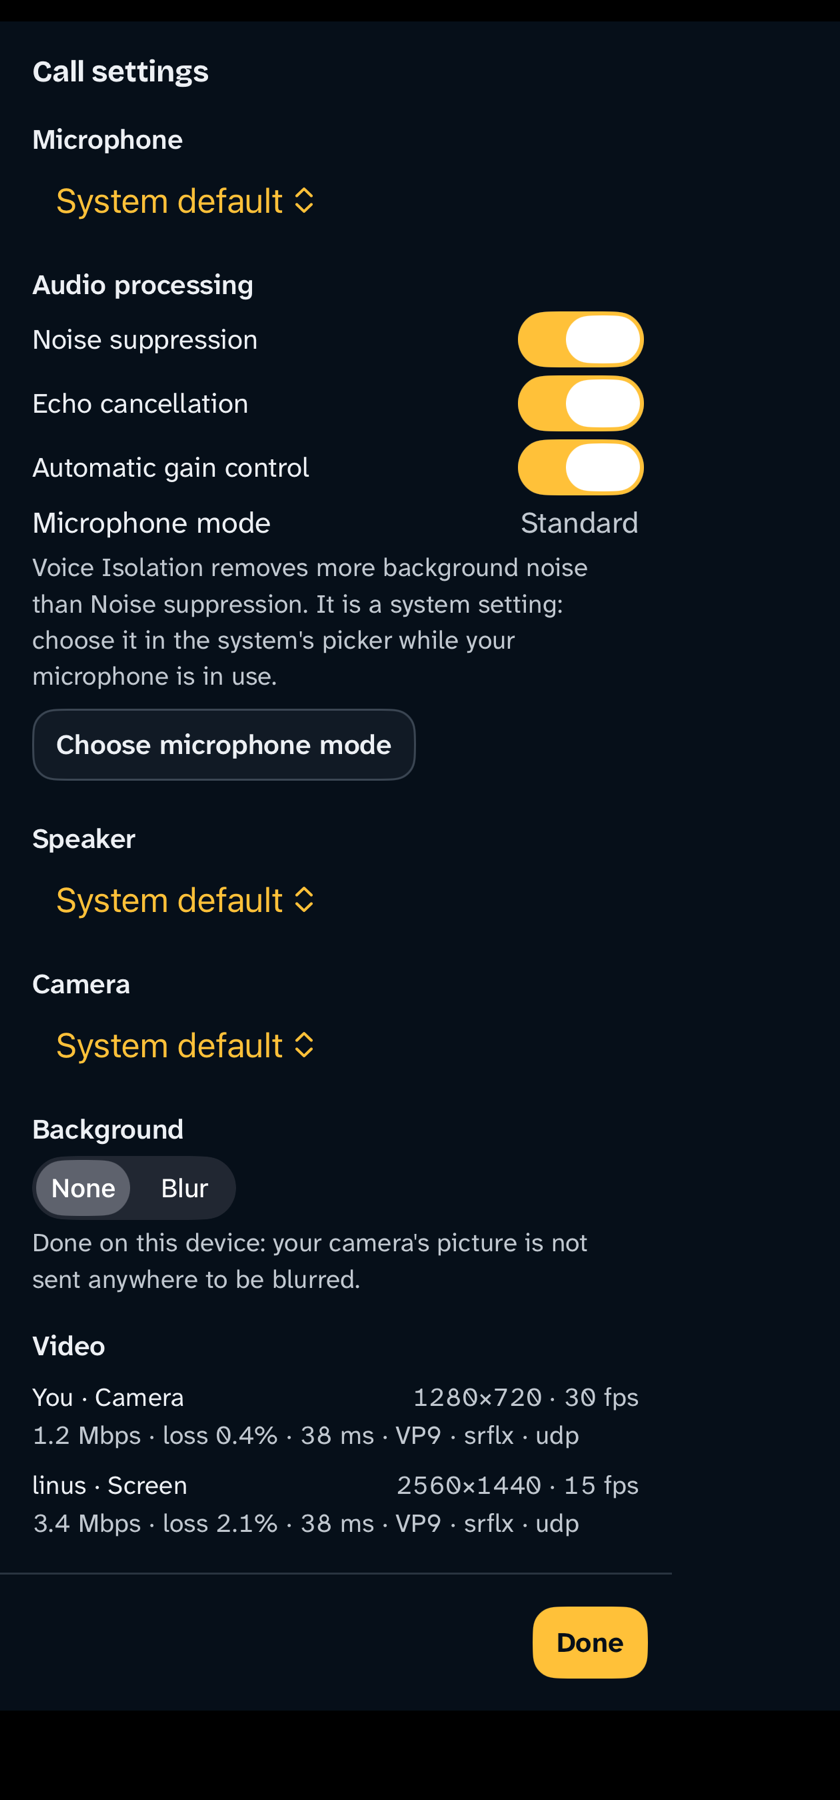 Call settings
Microphone
System default
Audio processing
Noise suppression
Echo cancellation
Automatic gain control
Microphone mode Standard
Voice Isolation removes more background noise
than Noise suppression. It is a system setting:
choose it in the system's picker while your
microphone is in use.
Choose microphone mode
Speaker
System default
Camera
System default
Background
None Blur
Done on this device: your camera's picture is not
sent anywhere to be blurred.
Video
You · Camera 1280×720 · 30 fps
1.2 Mbps · loss 0.4% · 38 ms · VP9 · srflx · udp
linus · Screen 2560×1440 · 15 fps
3.4 Mbps · loss 2.1% · 38 ms · VP9 · srflx · udp
Done